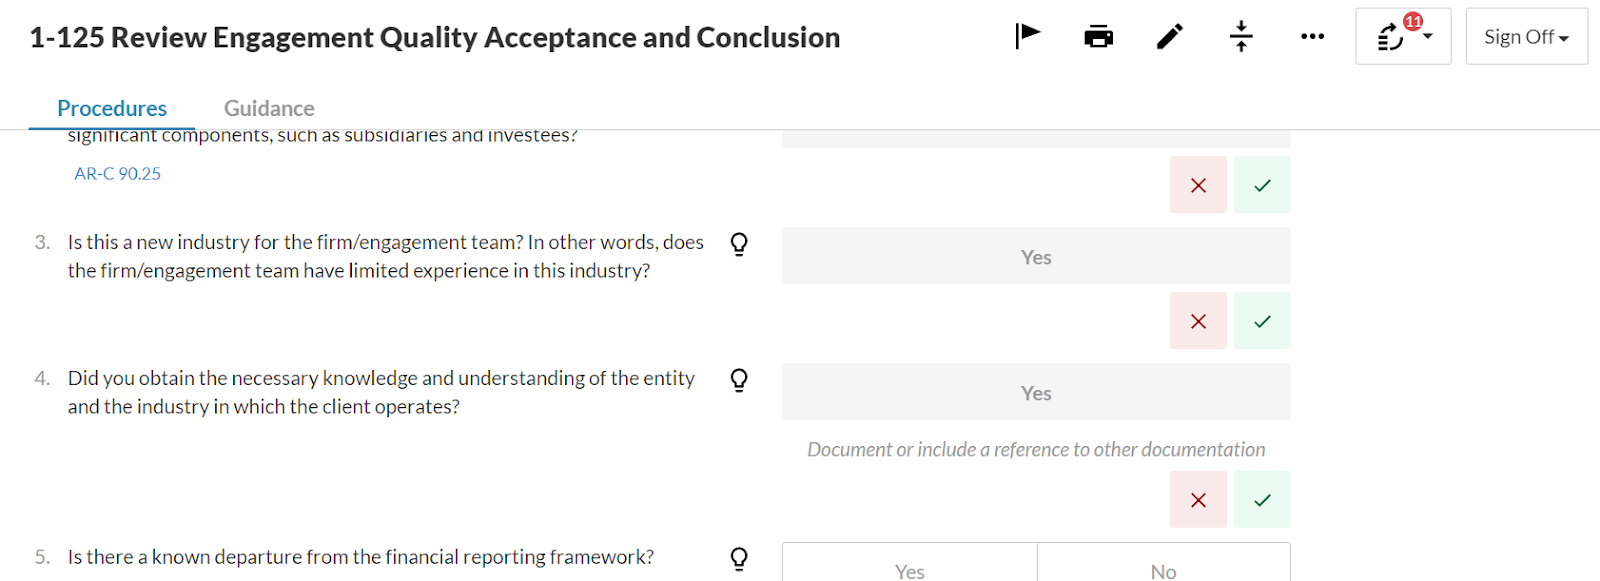 1-125 Review Engagement Quality Acceptance and Conclusion
11
Sign Off
Procedures
Guidance
significant components, such as subsidiaries and investees?
AR-C 90.25
3. Is this a new industry for the firm/engagement team? In other words, does
the firm/engagement team have limited experience in this industry?
Yes
4. Did you obtain the necessary knowledge and understanding of the entity
and the industry in which the client operates?
Yes
Document or include a reference to other documentation
5. Is there a known departure from the financial reporting framework?
Yes
No